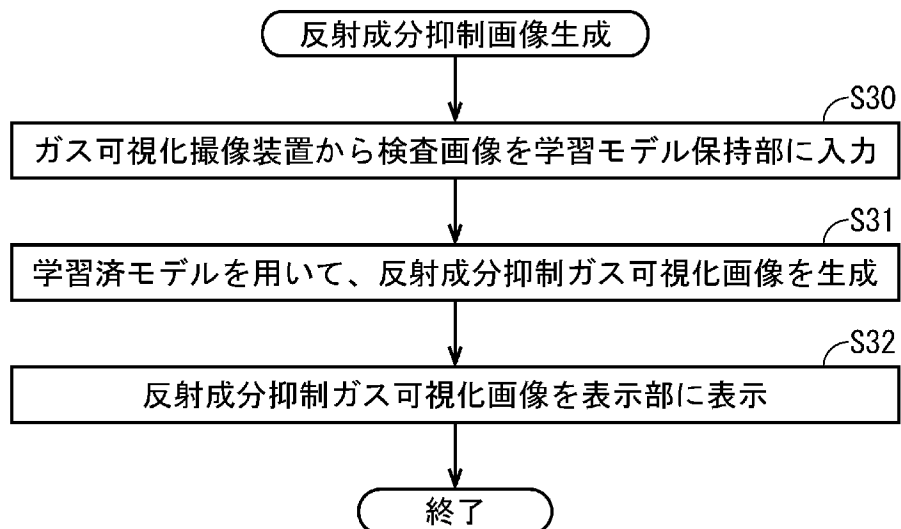 反射成分抑制画像生成
S30
ガス可視化撮像装置から検査画像を学習モデル保持部に入力
S31
学習済モデルを用いて、反射成分抑制ガス可視化画像を生成
S32
反射成分抑制ガス可視化画像を表示部に表示
終了